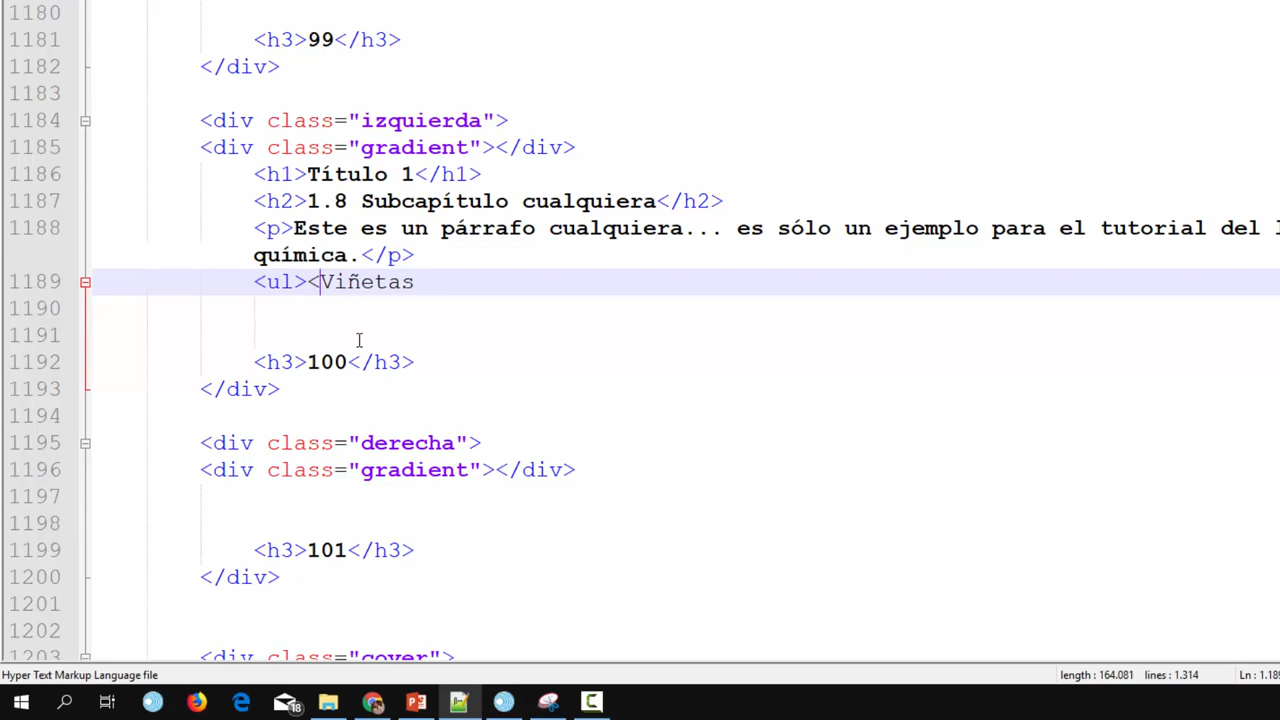 1180
1181 <h3>99</h3>
1182 </div>
1183
1184 <div class="izquierda">
1185 <div class="gradient"></div>
1186 <h1>Título 1</h1>
1187 <h2>1.8 Subcapítulo cualquiera</h2>
1188 <p>Este es un párrafo cualquiera... es sólo un ejemplo para el tutorial del
química.</p>
1189 <ul><Viñetas
1190
1191
1192 <h3>100</h3>
1193 </div>
1194
1195 <div class="derecha">
1196 <div class="gradient"></div>
1197
1198
1199 <h3>101</h3>
1200 </div>
1201
1202
1203 <div class="cover">
Hyper Text Markup Language file length : 164.081 lines : 1.314 Ln : 1.18
18